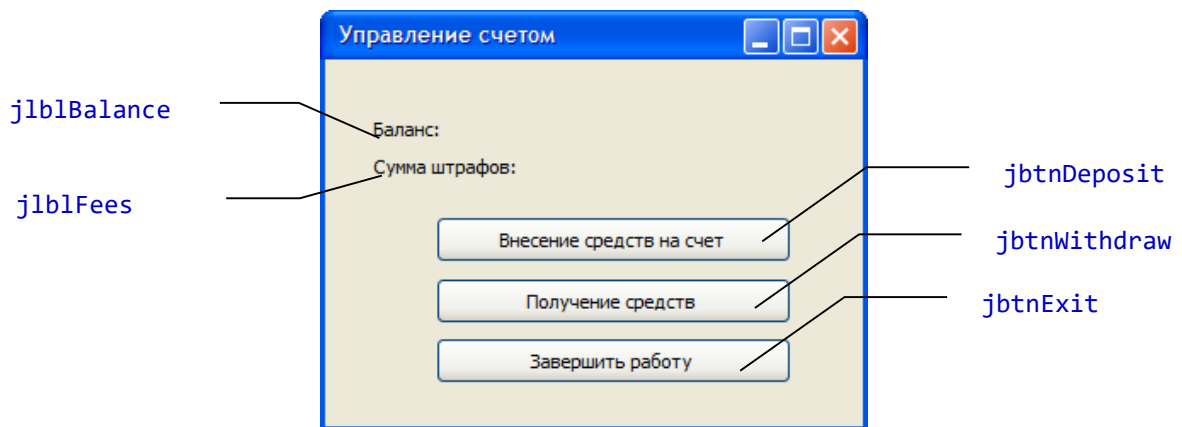 Управление счетом
jlblBalance
Баланс:
Сумма штрафов:
jlblFees
jbtnDeposit
Внесение средств на счет
jbtnWithdraw
Получение средств
jbtnExit
Завершить работу